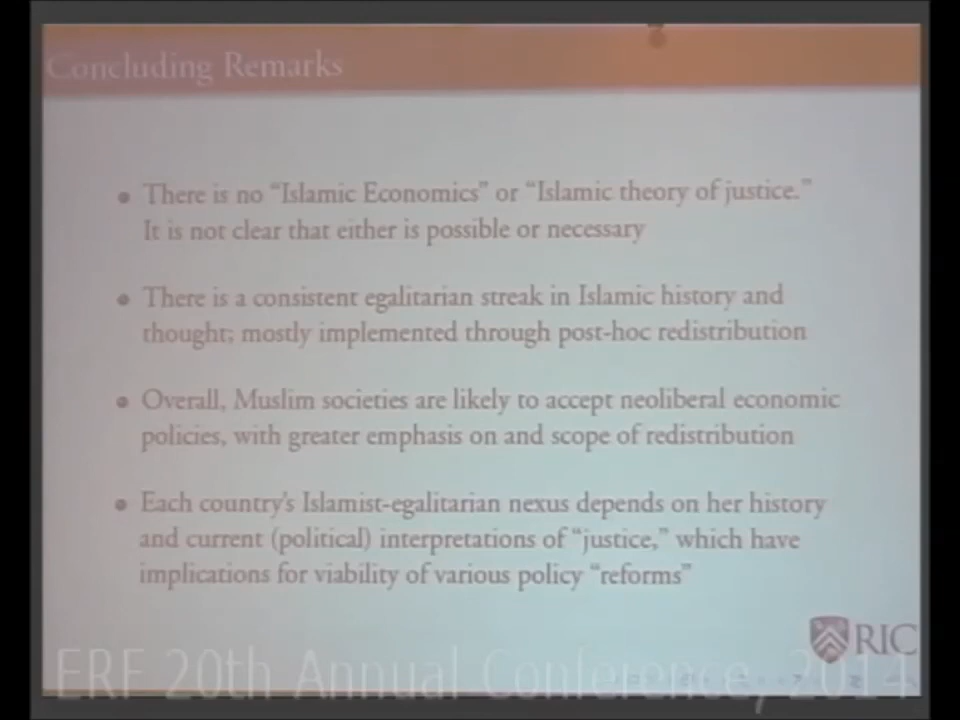 Concluding Remarks
There is no “Islamic Economics” or “Islamic theory of justice.”
It is not clear that either is possible or necessary
There is a consistent egalitarian streak in Islamic history and
thought; mostly implemented through post-hoc redistribution
Overall, Muslim societies are likely to accept neoliberal economic
policies, with greater emphasis on and scope of redistribution
Each country’s Islamist-egalitarian nexus depends on her history
and current (political) interpretations of “justice,” which have
implications for viability of various policy “reforms”
RIC
ERF 20th Annual Conference, 2014